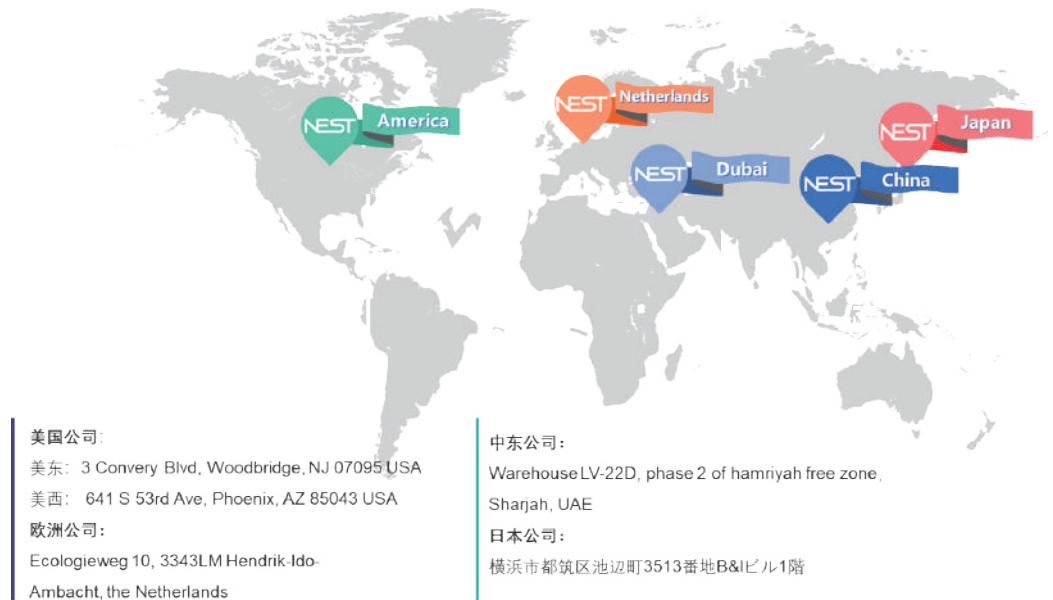 NEST America
NEST Netherlands
NEST Japan
NEST Dubai
NEST China
美国公司:
美东: 3 Convery Blvd, Woodbridge, NJ 07095 USA
美西: 641 S 53rd Ave, Phoenix, AZ 85043 USA
欧洲公司:
Ecologieweg 10, 3343LM Hendrik-Ido-
Ambacht, the Netherlands
中东公司:
Warehouse LV-22D, phase 2 of hamriyah free zone,
Sharjah, UAE
日本公司:
横浜市都筑区池辺町3513番地B&Iビル1階